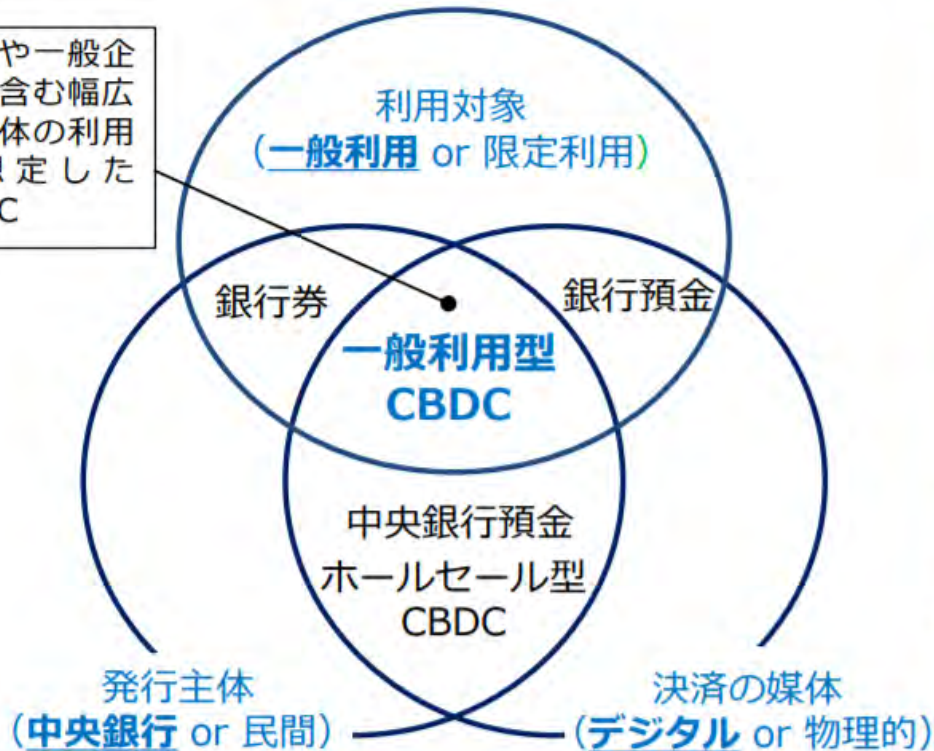 や一般企
含む幅広
体の利用
定した
C
利用対象
（一般利用 or 限定利用）
銀行券
銀行預金
一般利用型
CBDC
中央銀行預金
ホールセール型
CBDC
発行主体
（中央銀行 or 民間）
決済の媒体
（デジタル or 物理的）